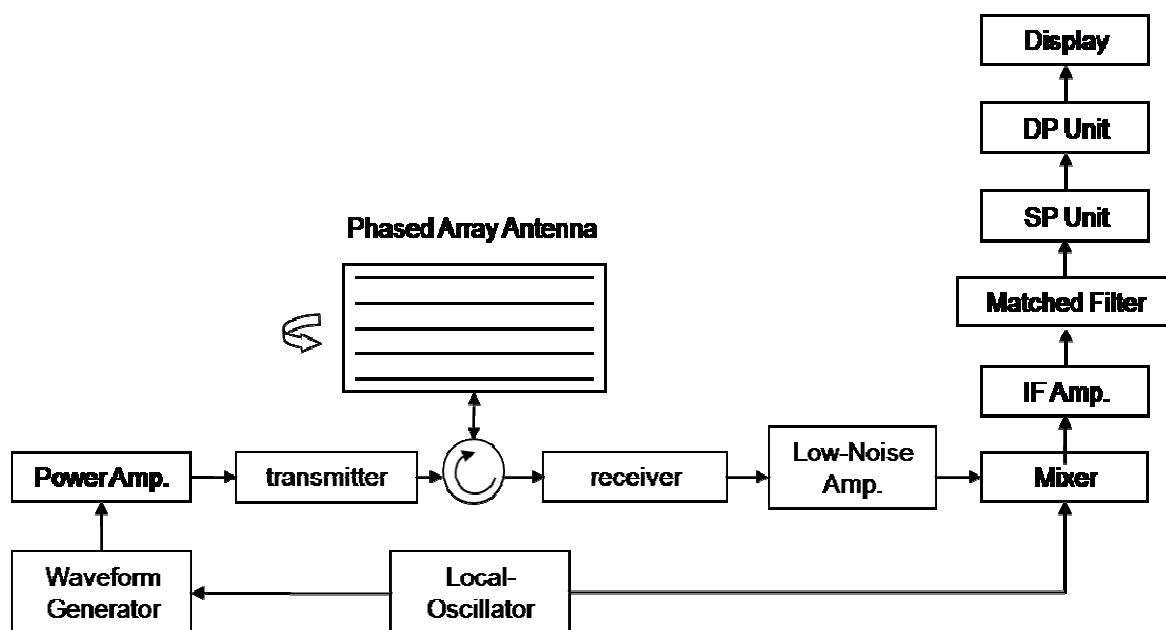 Display
DP Unit
SP Unit
Phased Array Antenna
Matched Filter
IF Amp.
Power Amp.
transmitter
receiver
Low-Noise
Amp.
Mixer
Waveform
Generator
Local-
Oscillator